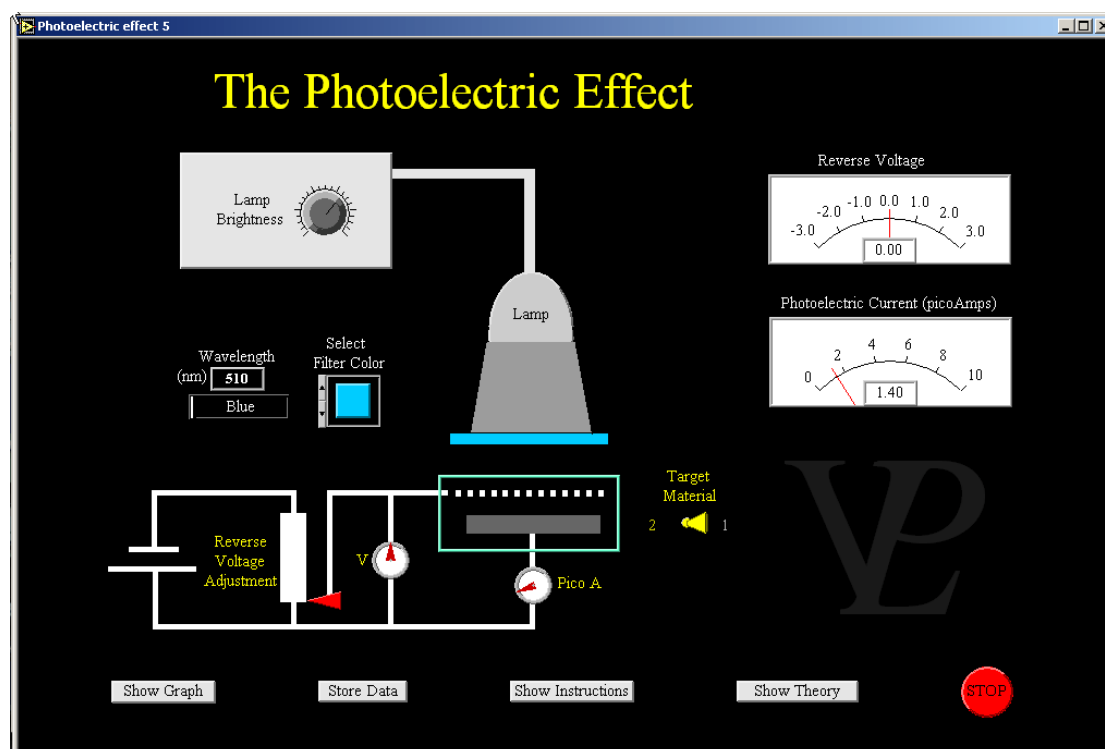 Photoelectric effect 5
The Photoelectric Effect
Lamp
Brightness
Reverse Voltage
-3.0 -2.0 -1.0 0.0 1.0 2.0 3.0
0.00
Lamp
Photoelectric Current (picoAmps)
0 2 4 6 8 10
1.40
Wavelength
(nm) 510
Blue
Select
Filter Color
Target
Material
2 1
Reverse
Voltage
Adjustment
V
Pico A
VPL
Show Graph
Store Data
Show Instructions
Show Theory
STOP